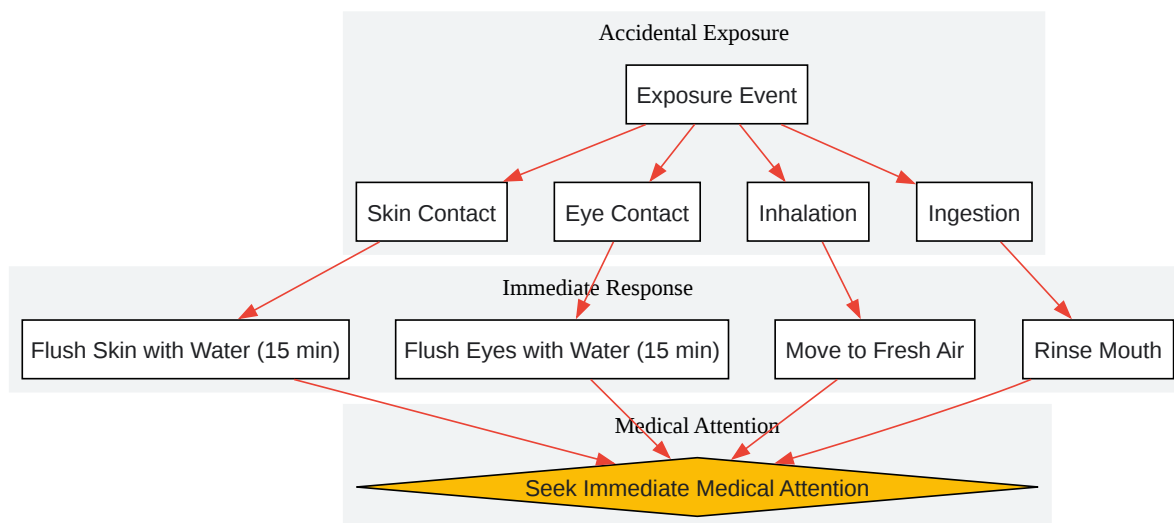 Accidental Exposure
Exposure Event
Skin Contact
Eye Contact
Inhalation
Ingestion
Immediate Response
Flush Skin with Water (15 min)
Flush Eyes with Water (15 min)
Move to Fresh Air
Rinse Mouth
Medical Attention
Seek Immediate Medical Attention